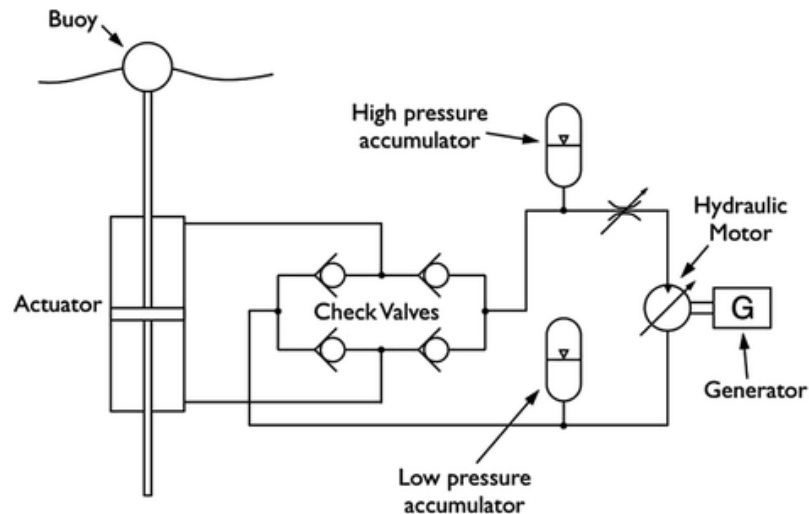 Buoy
High pressure
accumulator
Hydraulic
Motor
Actuator
Check Valves
G
Generator
Low pressure
accumulator